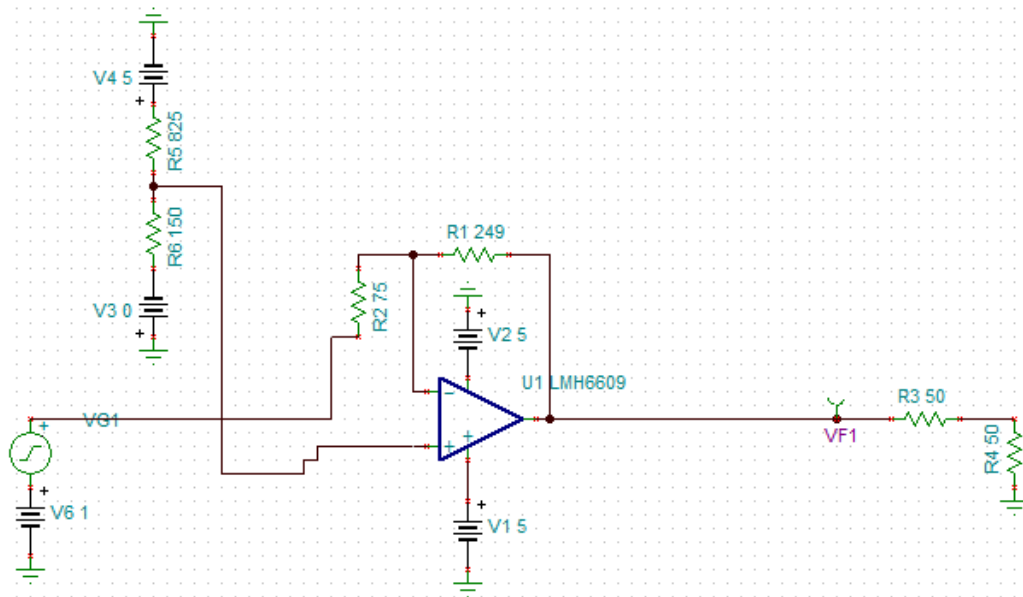 V4 5
+
R5 825
R6 150
V3 0
+
R1 249
R2 75
+
V2 5
U1 LMH6609
VG1
+
+
V6 1
+
V1 5
VF1
R3 50
R4 50